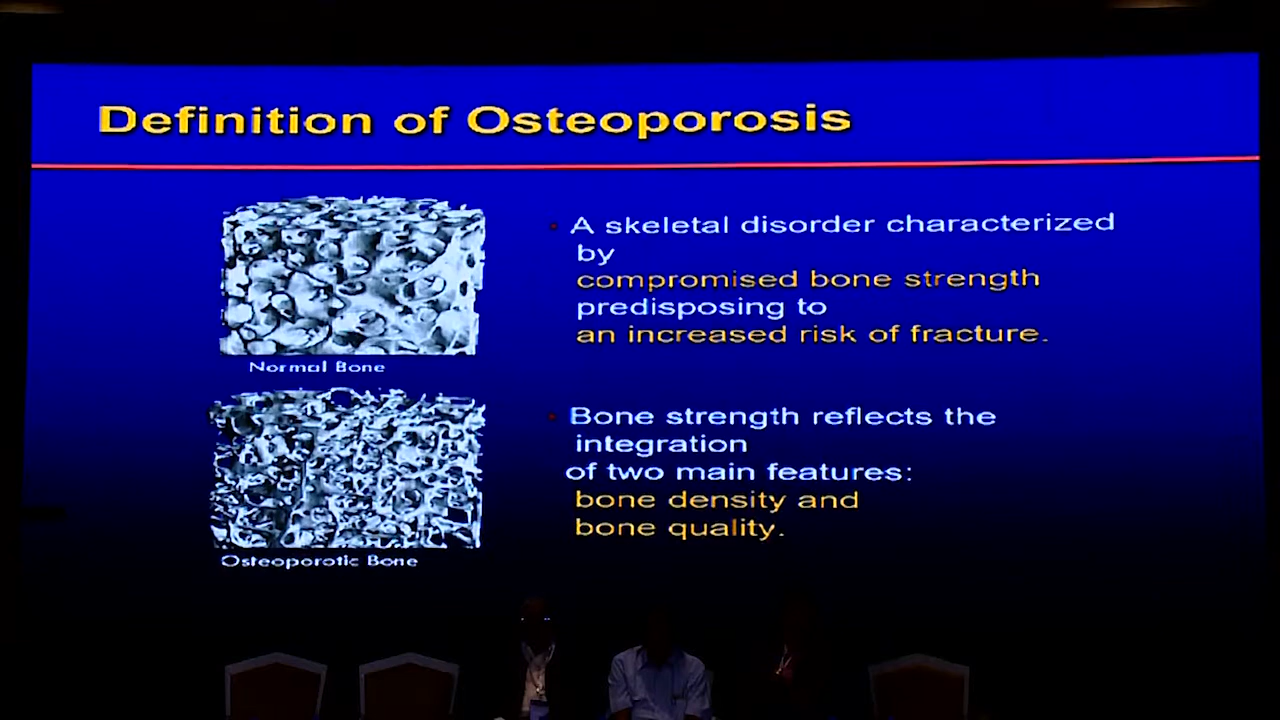 Definition of Osteoporosis
A skeletal disorder characterized
by
compromised bone strength
predisposing to
an increased risk of fracture.
Normal Bone
Bone strength reflects the
integration
of two main features:
bone density and
bone quality.
Osteoporotic Bone